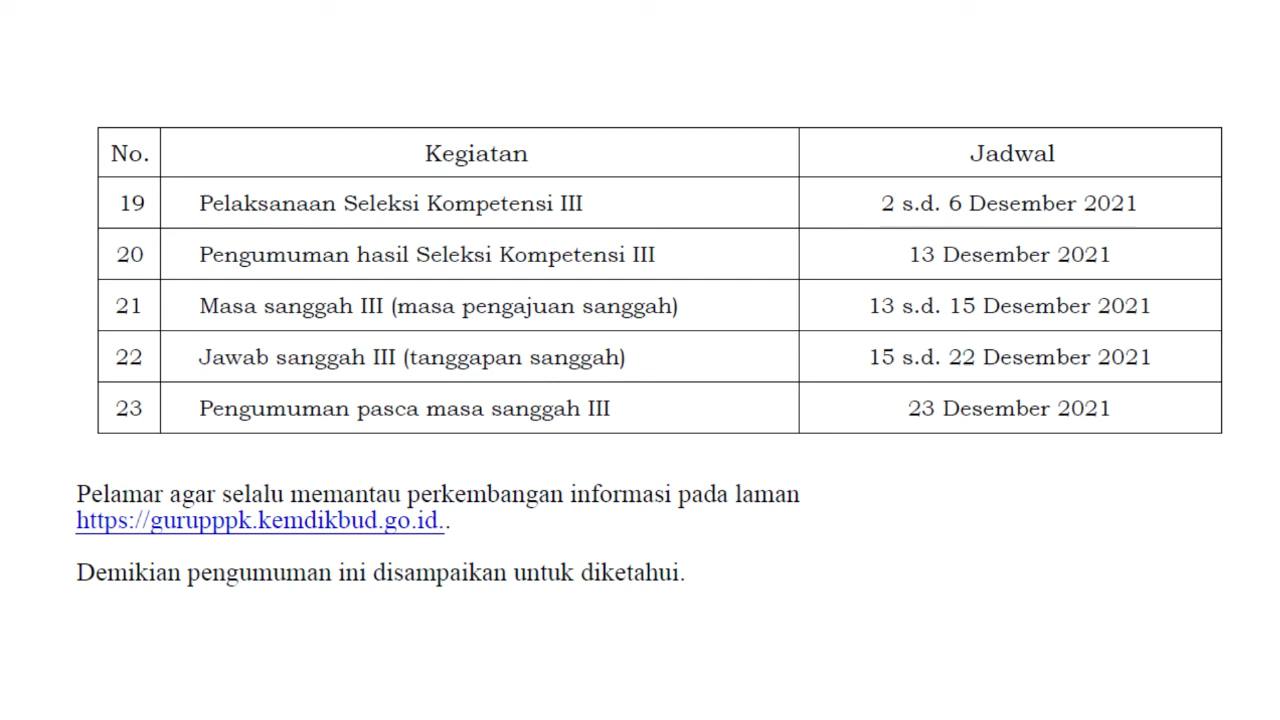 No. Kegiatan Jadwal
19 Pelaksanaan Seleksi Kompetensi III 2 s.d. 6 Desember 2021
20 Pengumuman hasil Seleksi Kompetensi III 13 Desember 2021
21 Masa sanggah III (masa pengajuan sanggah) 13 s.d. 15 Desember 2021
22 Jawab sanggah III (tanggapan sanggah) 15 s.d. 22 Desember 2021
23 Pengumuman pasca masa sanggah III 23 Desember 2021
Pelamar agar selalu memantau perkembangan informasi pada laman
https://gurupppk.kemdikbud.go.id..
Demikian pengumuman ini disampaikan untuk diketahui.